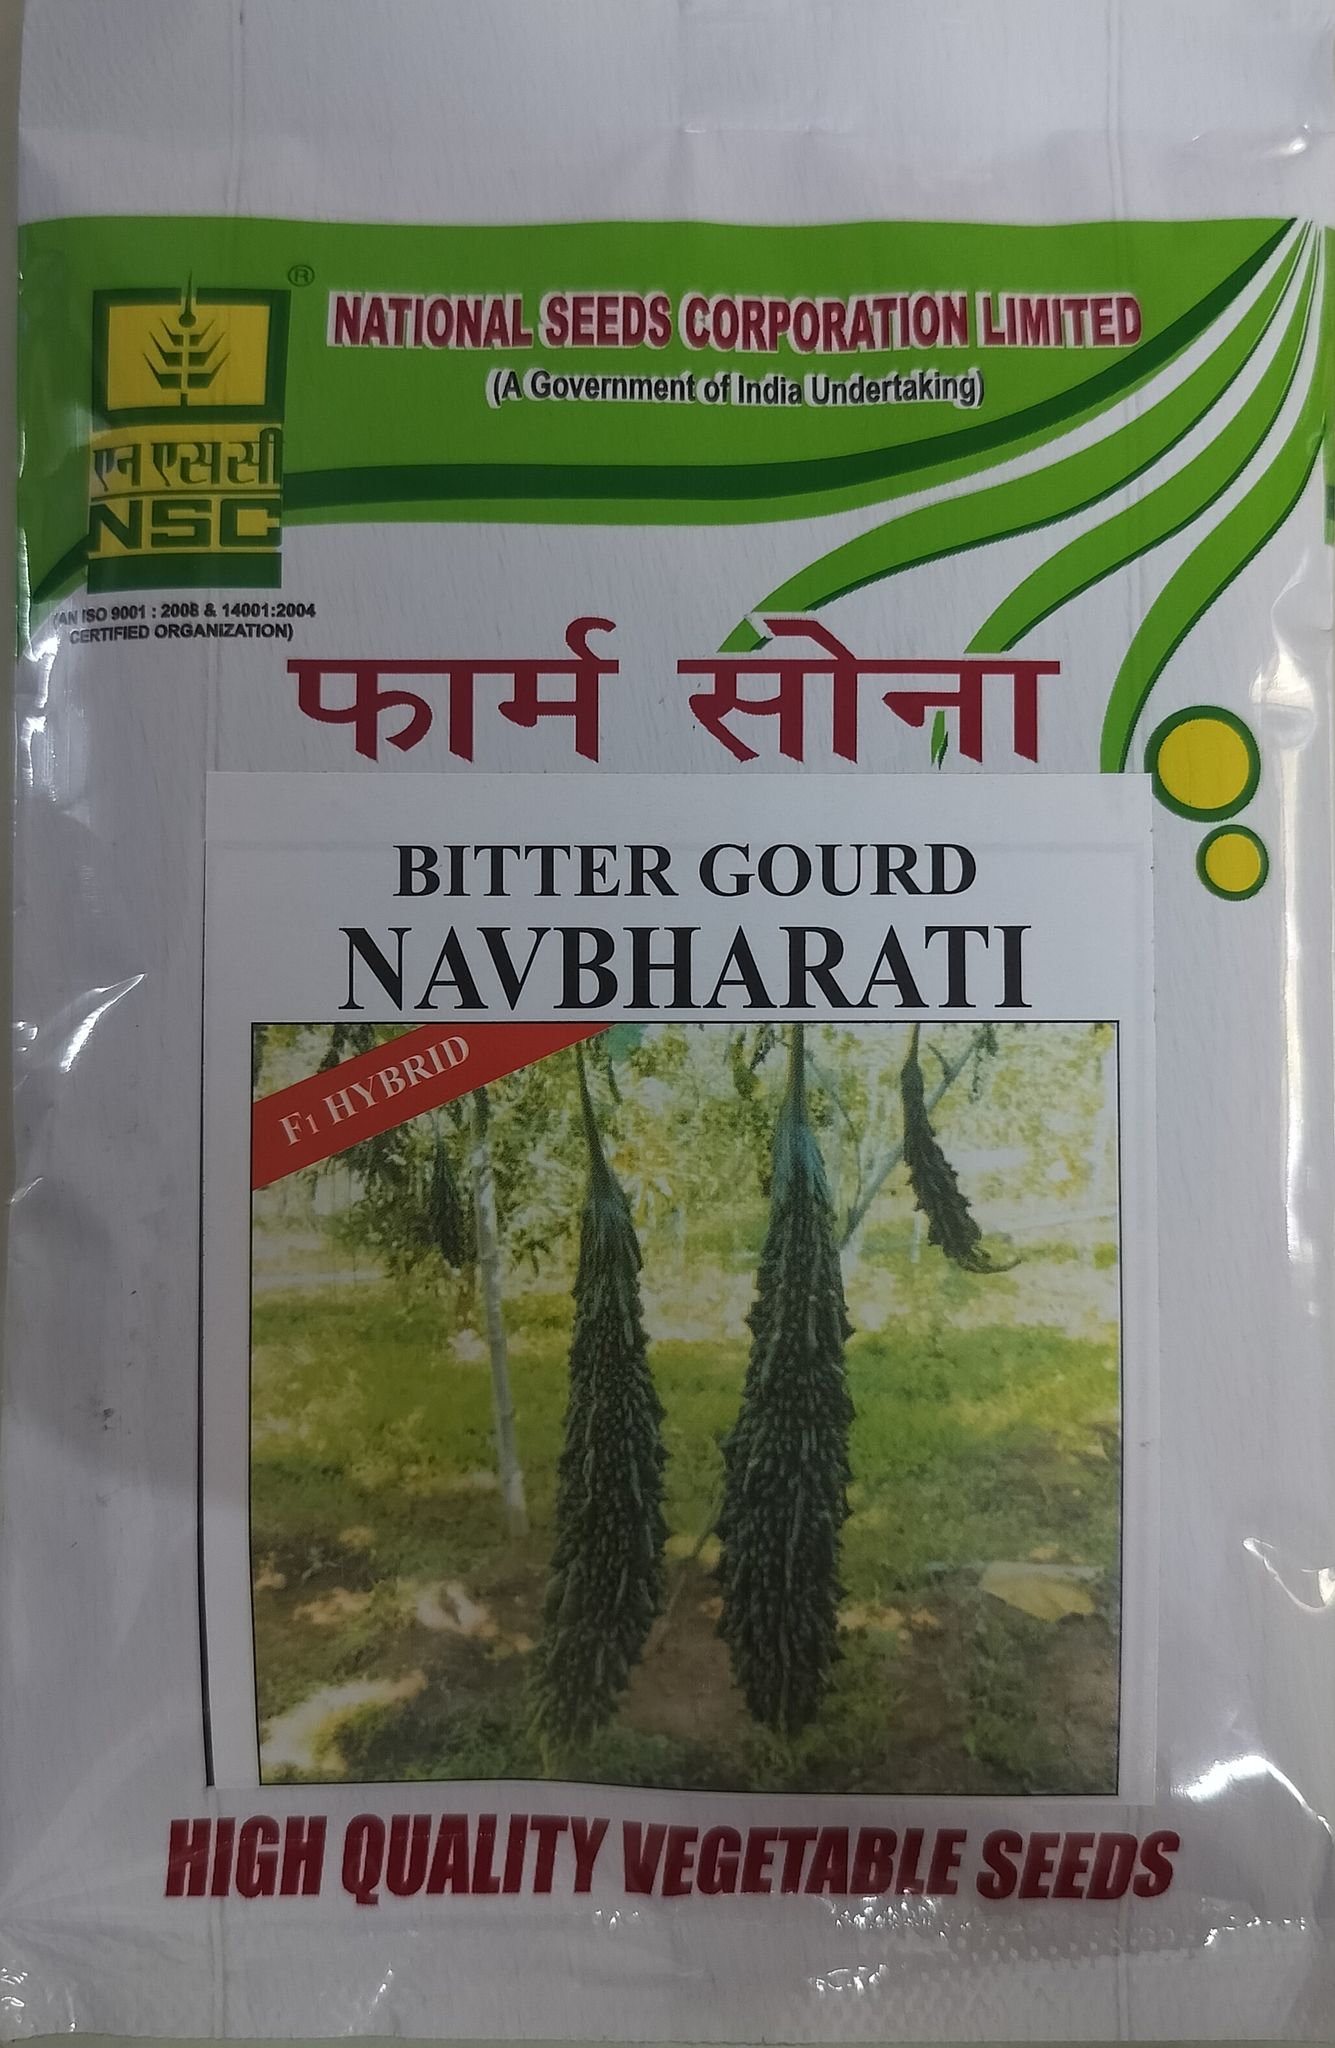 ®
NATIONAL SEEDS CORPORATION LIMITED
(A Government of India Undertaking)
एन एस सी
NSC
(AN ISO 9001 : 2008 & 14001:2004
CERTIFIED ORGANIZATION)
फार्म सोना
BITTER GOURD
NAVBHARATI
F1 HYBRID
HIGH QUALITY VEGETABLE SEEDS